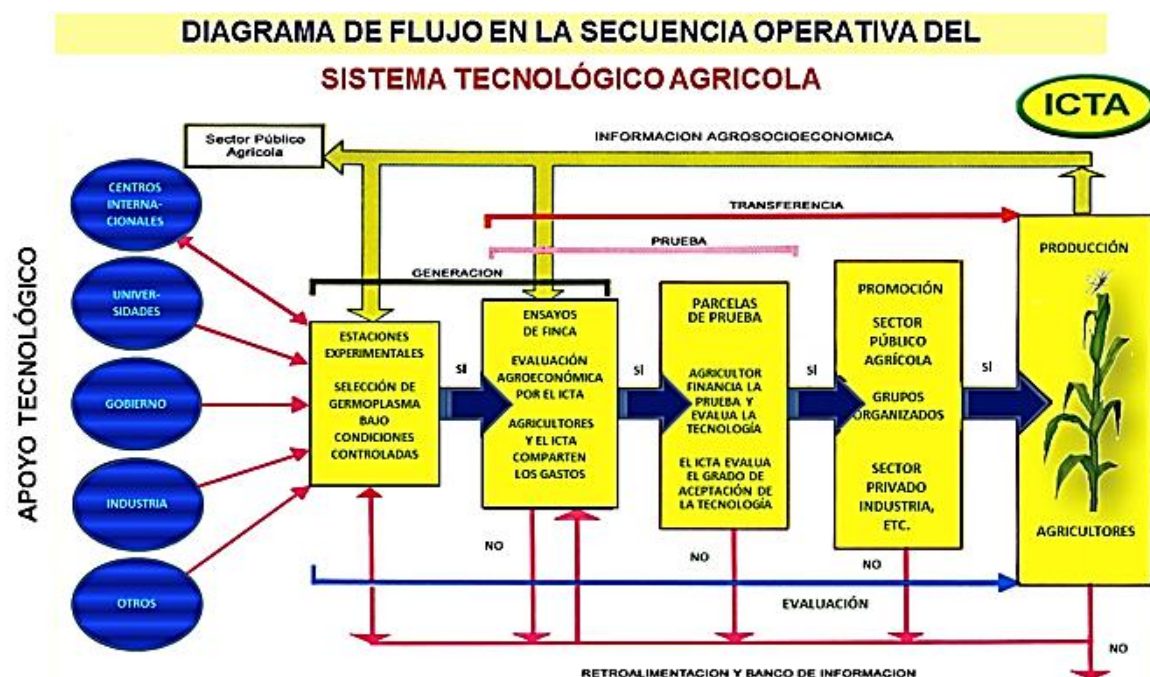 DIAGRAMA DE FLUJO EN LA SECUENCIA OPERATIVA DEL
SISTEMA TECNOLÓGICO AGRICOLA
ICTA
Sector Público
Agrícola
INFORMACION AGROSOCIOECONOMICA
APOYO TECNOLÓGICO
CENTROS
INTERNA-
CIONALES
UNIVER-
SIDADES
GOBIERNO
INDUSTRIA
OTROS
TRANSFERENCIA
PRUEBA
GENERACION
ESTACIONES
EXPERIMENTALES
SELECCIÓN DE
GERMOPLASMA
BAJO
CONDICIONES
CONTROLADAS
SÍ
ENSAYOS
DE FINCA
EVALUACIÓN
AGROECONÓMICA
POR EL ICTA
AGRICULTORES
Y EL ICTA
COMPARTEN
LOS GASTOS
SÍ
PARCELAS
DE PRUEBA
AGRICULTOR
FINANCIA LA
PRUEBA Y
EVALUA LA
TECNOLOGÍA
EL ICTA EVALUA
EL GRADO DE
ACEPTACIÓN DE
LA TECNOLOGÍA
SÍ
PROMOCIÓN
SECTOR
PÚBLICO
AGRÍCOLA
GRUPOS
ORGANIZADOS
SECTOR
PRIVADO
INDUSTRIA,
ETC.
SÍ
PRODUCCIÓN
AGRICULTORES
NO
NO
NO
NO
EVALUACIÓN
RETROALIMENTACION Y BANCO DE INFORMACION